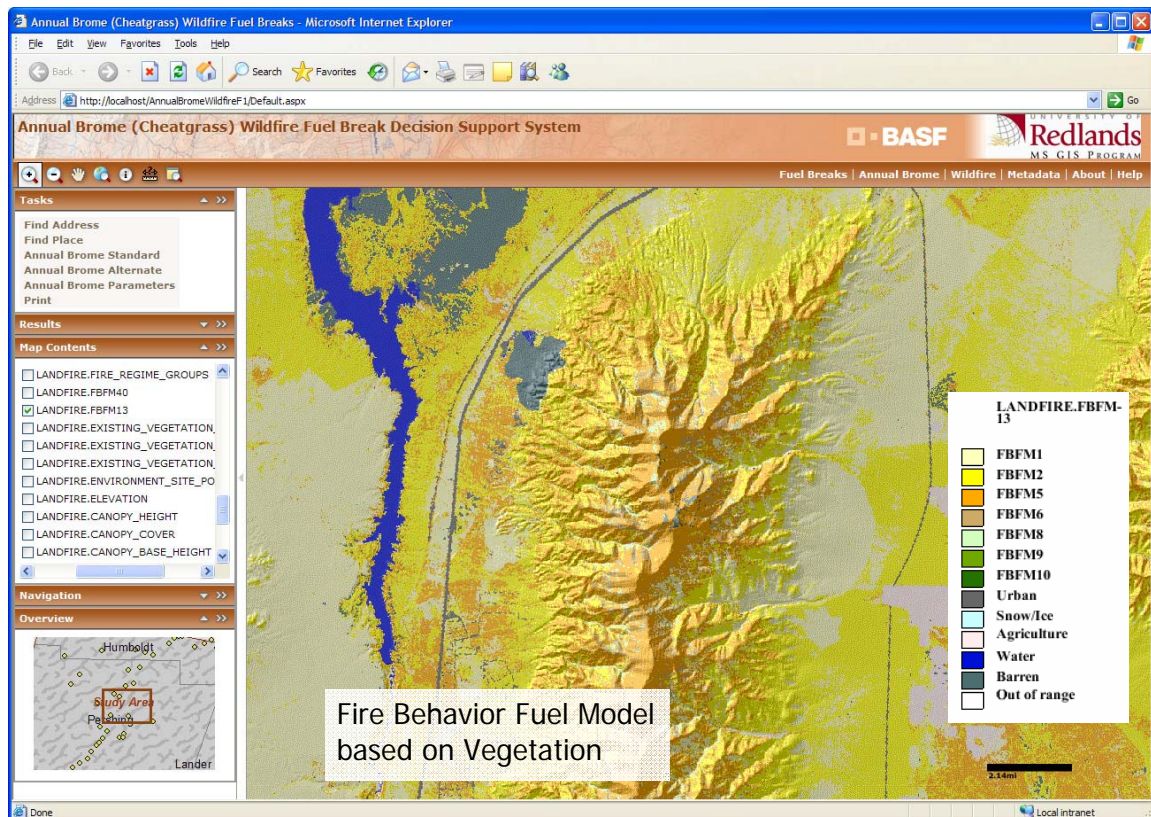 Annual Brome (Cheatgrass) Wildfire Fuel Breaks - Microsoft Internet Explorer
File Edit View Favorites Tools Help
Back Search Favorites
Address http://localhost/AnnualBromeWildfireF1/Default.aspx Go
Annual Brome (Cheatgrass) Wildfire Fuel Break Decision Support System
BASF
UNIVERSITY OF
Redlands
MS GIS PROGRAM
Fuel Breaks | Annual Brome | Wildfire | Metadata | About | Help
Tasks
Find Address
Find Place
Annual Brome Standard
Annual Brome Alternate
Annual Brome Parameters
Print
Results
Map Contents
LANDFIRE.FIRE_REGIME_GROUPS
LANDFIRE.FBFM40
LANDFIRE.FBFM13
LANDFIRE.EXISTING_VEGETATION_
LANDFIRE.EXISTING_VEGETATION_
LANDFIRE.EXISTING_VEGETATION_
LANDFIRE.ENVIRONMENT_SITE_PO
LANDFIRE.ELEVATION
LANDFIRE.CANOPY_HEIGHT
LANDFIRE.CANOPY_COVER
LANDFIRE.CANOPY_BASE_HEIGHT
Navigation
Overview
Humboldt
Study Area
Pershing
Lander
LANDFIRE.FBFM-
13
FBFM1
FBFM2
FBFM5
FBFM6
FBFM8
FBFM9
FBFM10
Urban
Snow/Ice
Agriculture
Water
Barren
Out of range
Fire Behavior Fuel Model
based on Vegetation
2.14mi
Done
Local intranet